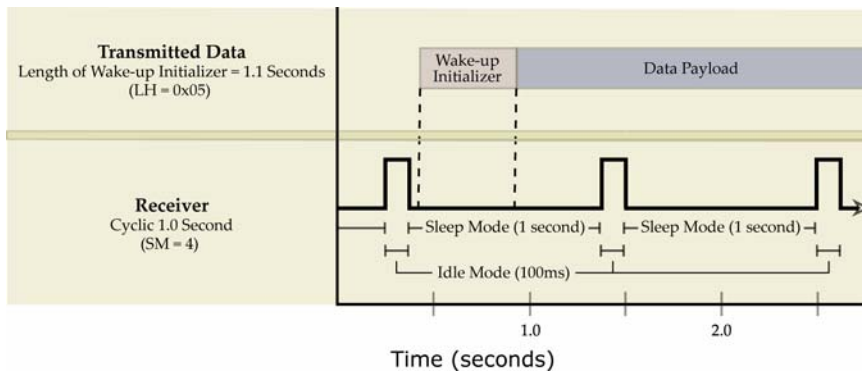 Transmitted Data
Length of Wake-up Initializer = 1.1 Seconds
(LH = 0x05)
Wake-up
Initializer
Data Payload
Receiver
Cyclic 1.0 Second
(SM = 4)
Sleep Mode (1 second)
Sleep Mode (1 second)
Idle Mode (100ms)
1.0
2.0
Time (seconds)